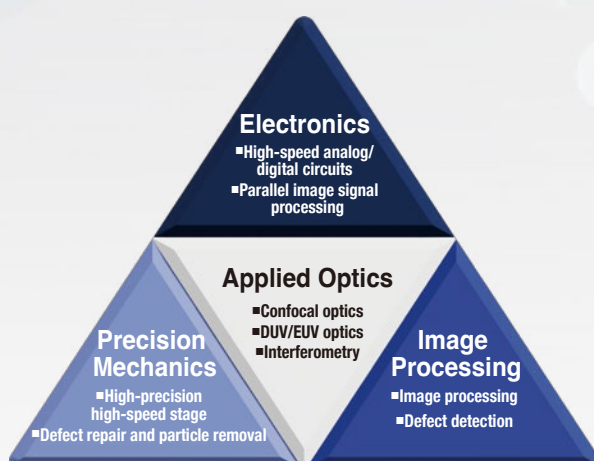 Electronics
■High-speed analog/
digital circuits
■Parallel image signal
processing
Applied Optics
■Confocal optics
■DUV/EUV optics
■Interferometry
Precision
Mechanics
■High-precision
high-speed stage
■Defect repair and particle removal
Image
Processing
■Image processing
■Defect detection